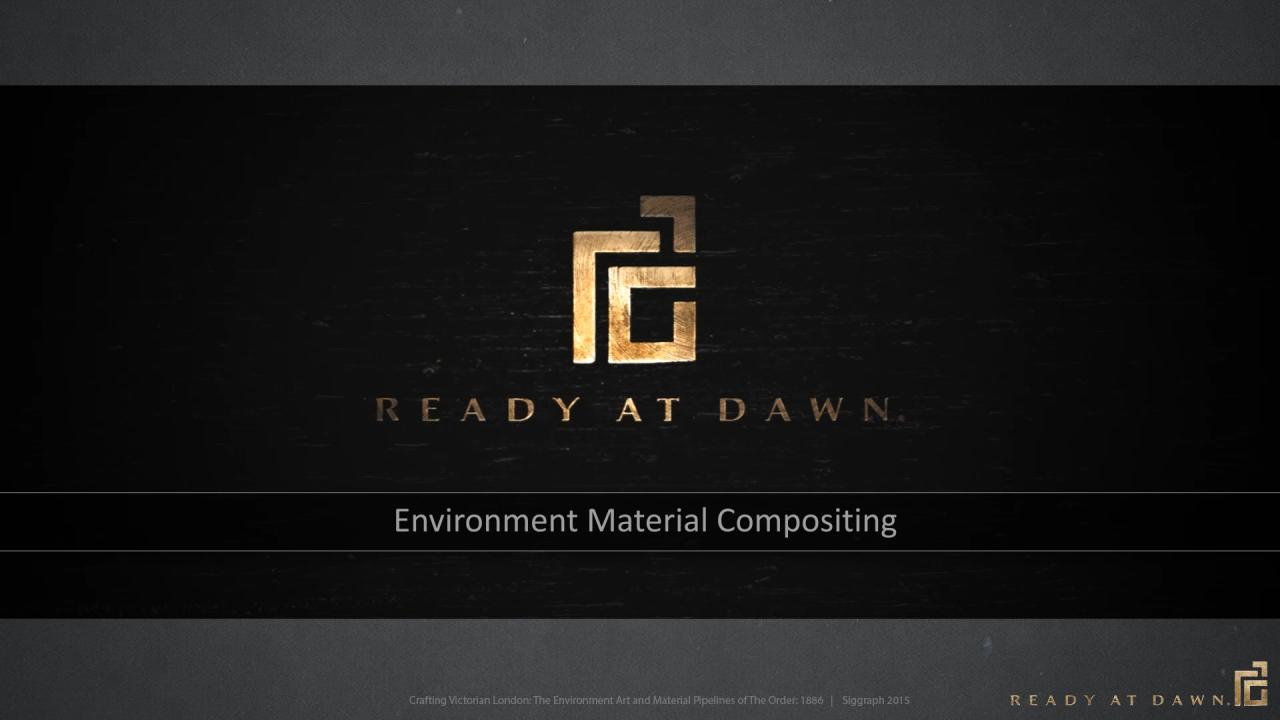 READY AT DAWN.
Environment Material Compositing
Crafting Victorian London: The Environment Art and Material Pipelines of The Order: 1886 | Siggraph 2015
READY AT DAWN.